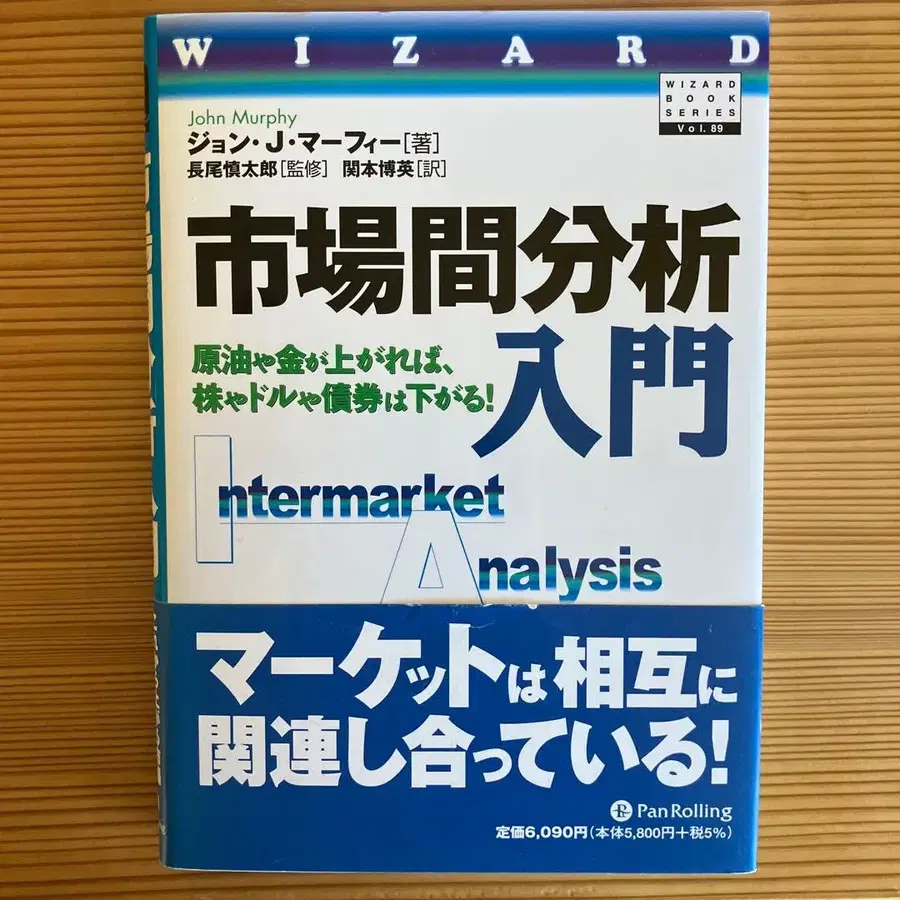 WIZARD
WIZARD
BOOK
SERIES
Vol. 89
John Murphy
ジョン・J・マーフィー[著]
長尾慎太郎[監修] 関本博英[訳]
市場間分析
入門
原油や金が上がれば、
株やドルや債券は下がる!
Intermarket
Analysis
マーケットは相互に
関連し合っている!
PanRolling
定価6,090円(本体5,800円+税5%)